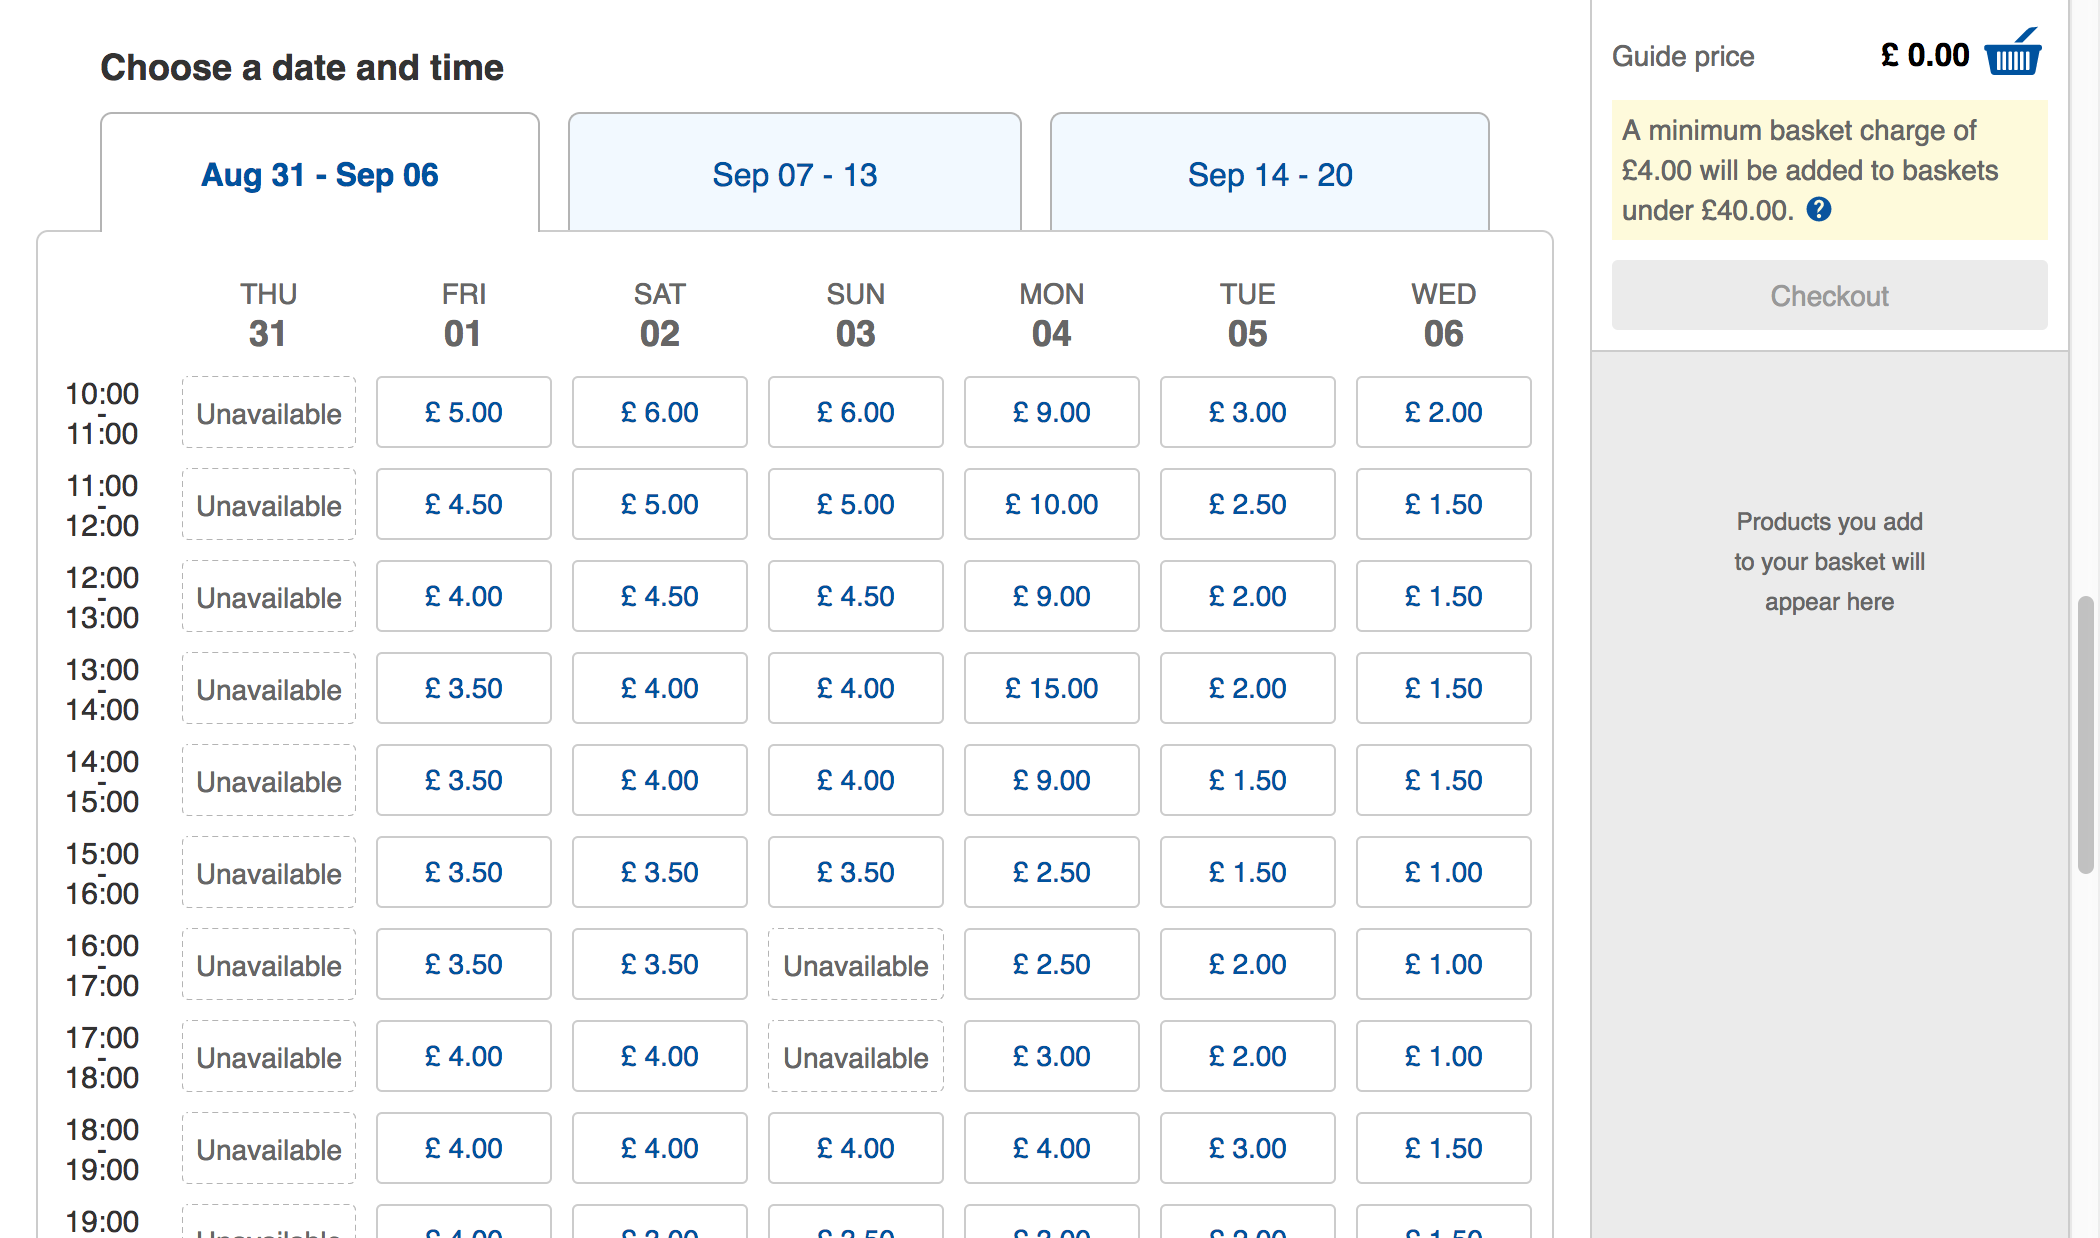 Choose a date and time
Aug 31 - Sep 06
Sep 07 - 13
Sep 14 - 20
THU FRI SAT SUN MON TUE WED
31 01 02 03 04 05 06
10:00 - 11:00 Unavailable £ 5.00 £ 6.00 £ 6.00 £ 9.00 £ 3.00 £ 2.00
11:00 - 12:00 Unavailable £ 4.50 £ 5.00 £ 5.00 £ 10.00 £ 2.50 £ 1.50
12:00 - 13:00 Unavailable £ 4.00 £ 4.50 £ 4.50 £ 9.00 £ 2.00 £ 1.50
13:00 - 14:00 Unavailable £ 3.50 £ 4.00 £ 4.00 £ 15.00 £ 2.00 £ 1.50
14:00 - 15:00 Unavailable £ 3.50 £ 4.00 £ 4.00 £ 9.00 £ 1.50 £ 1.50
15:00 - 16:00 Unavailable £ 3.50 £ 3.50 £ 3.50 £ 2.50 £ 1.50 £ 1.00
16:00 - 17:00 Unavailable £ 3.50 £ 3.50 Unavailable £ 2.50 £ 2.00 £ 1.00
17:00 - 18:00 Unavailable £ 4.00 £ 4.00 Unavailable £ 3.00 £ 2.00 £ 1.00
18:00 - 19:00 Unavailable £ 4.00 £ 4.00 £ 4.00 £ 4.00 £ 3.00 £ 1.50
19:00 Unavailable
Guide price £ 0.00
A minimum basket charge of
£4.00 will be added to baskets
under £40.00. ?
Checkout
Products you add
to your basket will
appear here